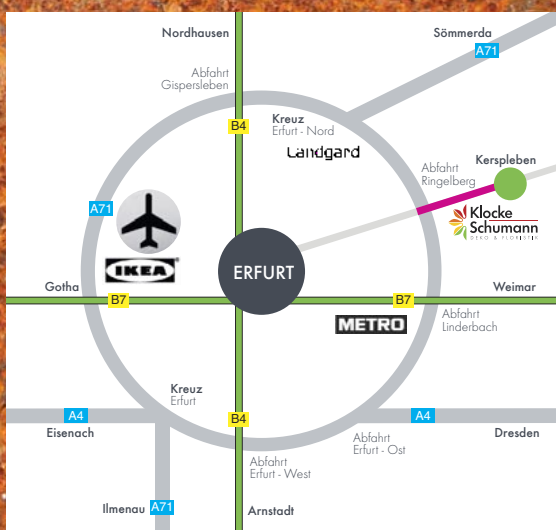 Nordhausen
Sömmerda
A71
Abfahrt
Gispersleben
B4
Kreuz
Erfurt - Nord
Landgard
Abfahrt
Ringelberg
Kerspleben
A71
Klocke
Schumann
DEKO & FLORISTIK
IKEA
ERFURT
Gotha
B7
B7
Weimar
METRO
Abfahrt
Linderbach
Kreuz
Erfurt
A4
B4
A4
Eisenach
Abfahrt
Erfurt - Ost
Dresden
Abfahrt
Erfurt - West
Ilmenau
A71
Arnstadt